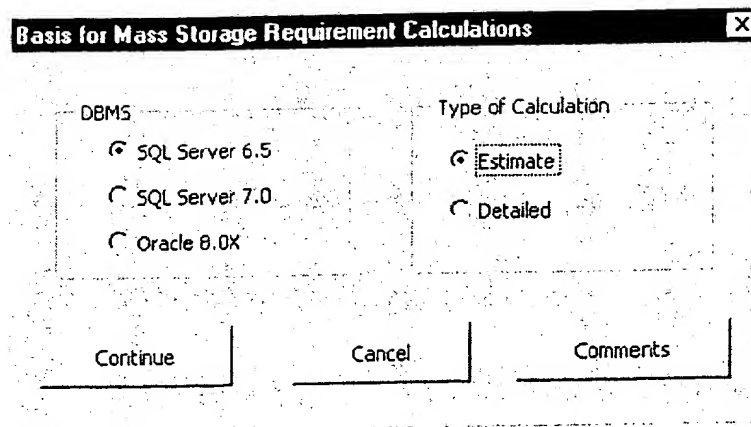 Basis for Mass Storage Requirement Calculations
DBMS
SQL Server 6.5
SQL Server 7.0
Oracle 8.0X
Type of Calculation
Estimate
Detailed
Continue
Cancel
Comments